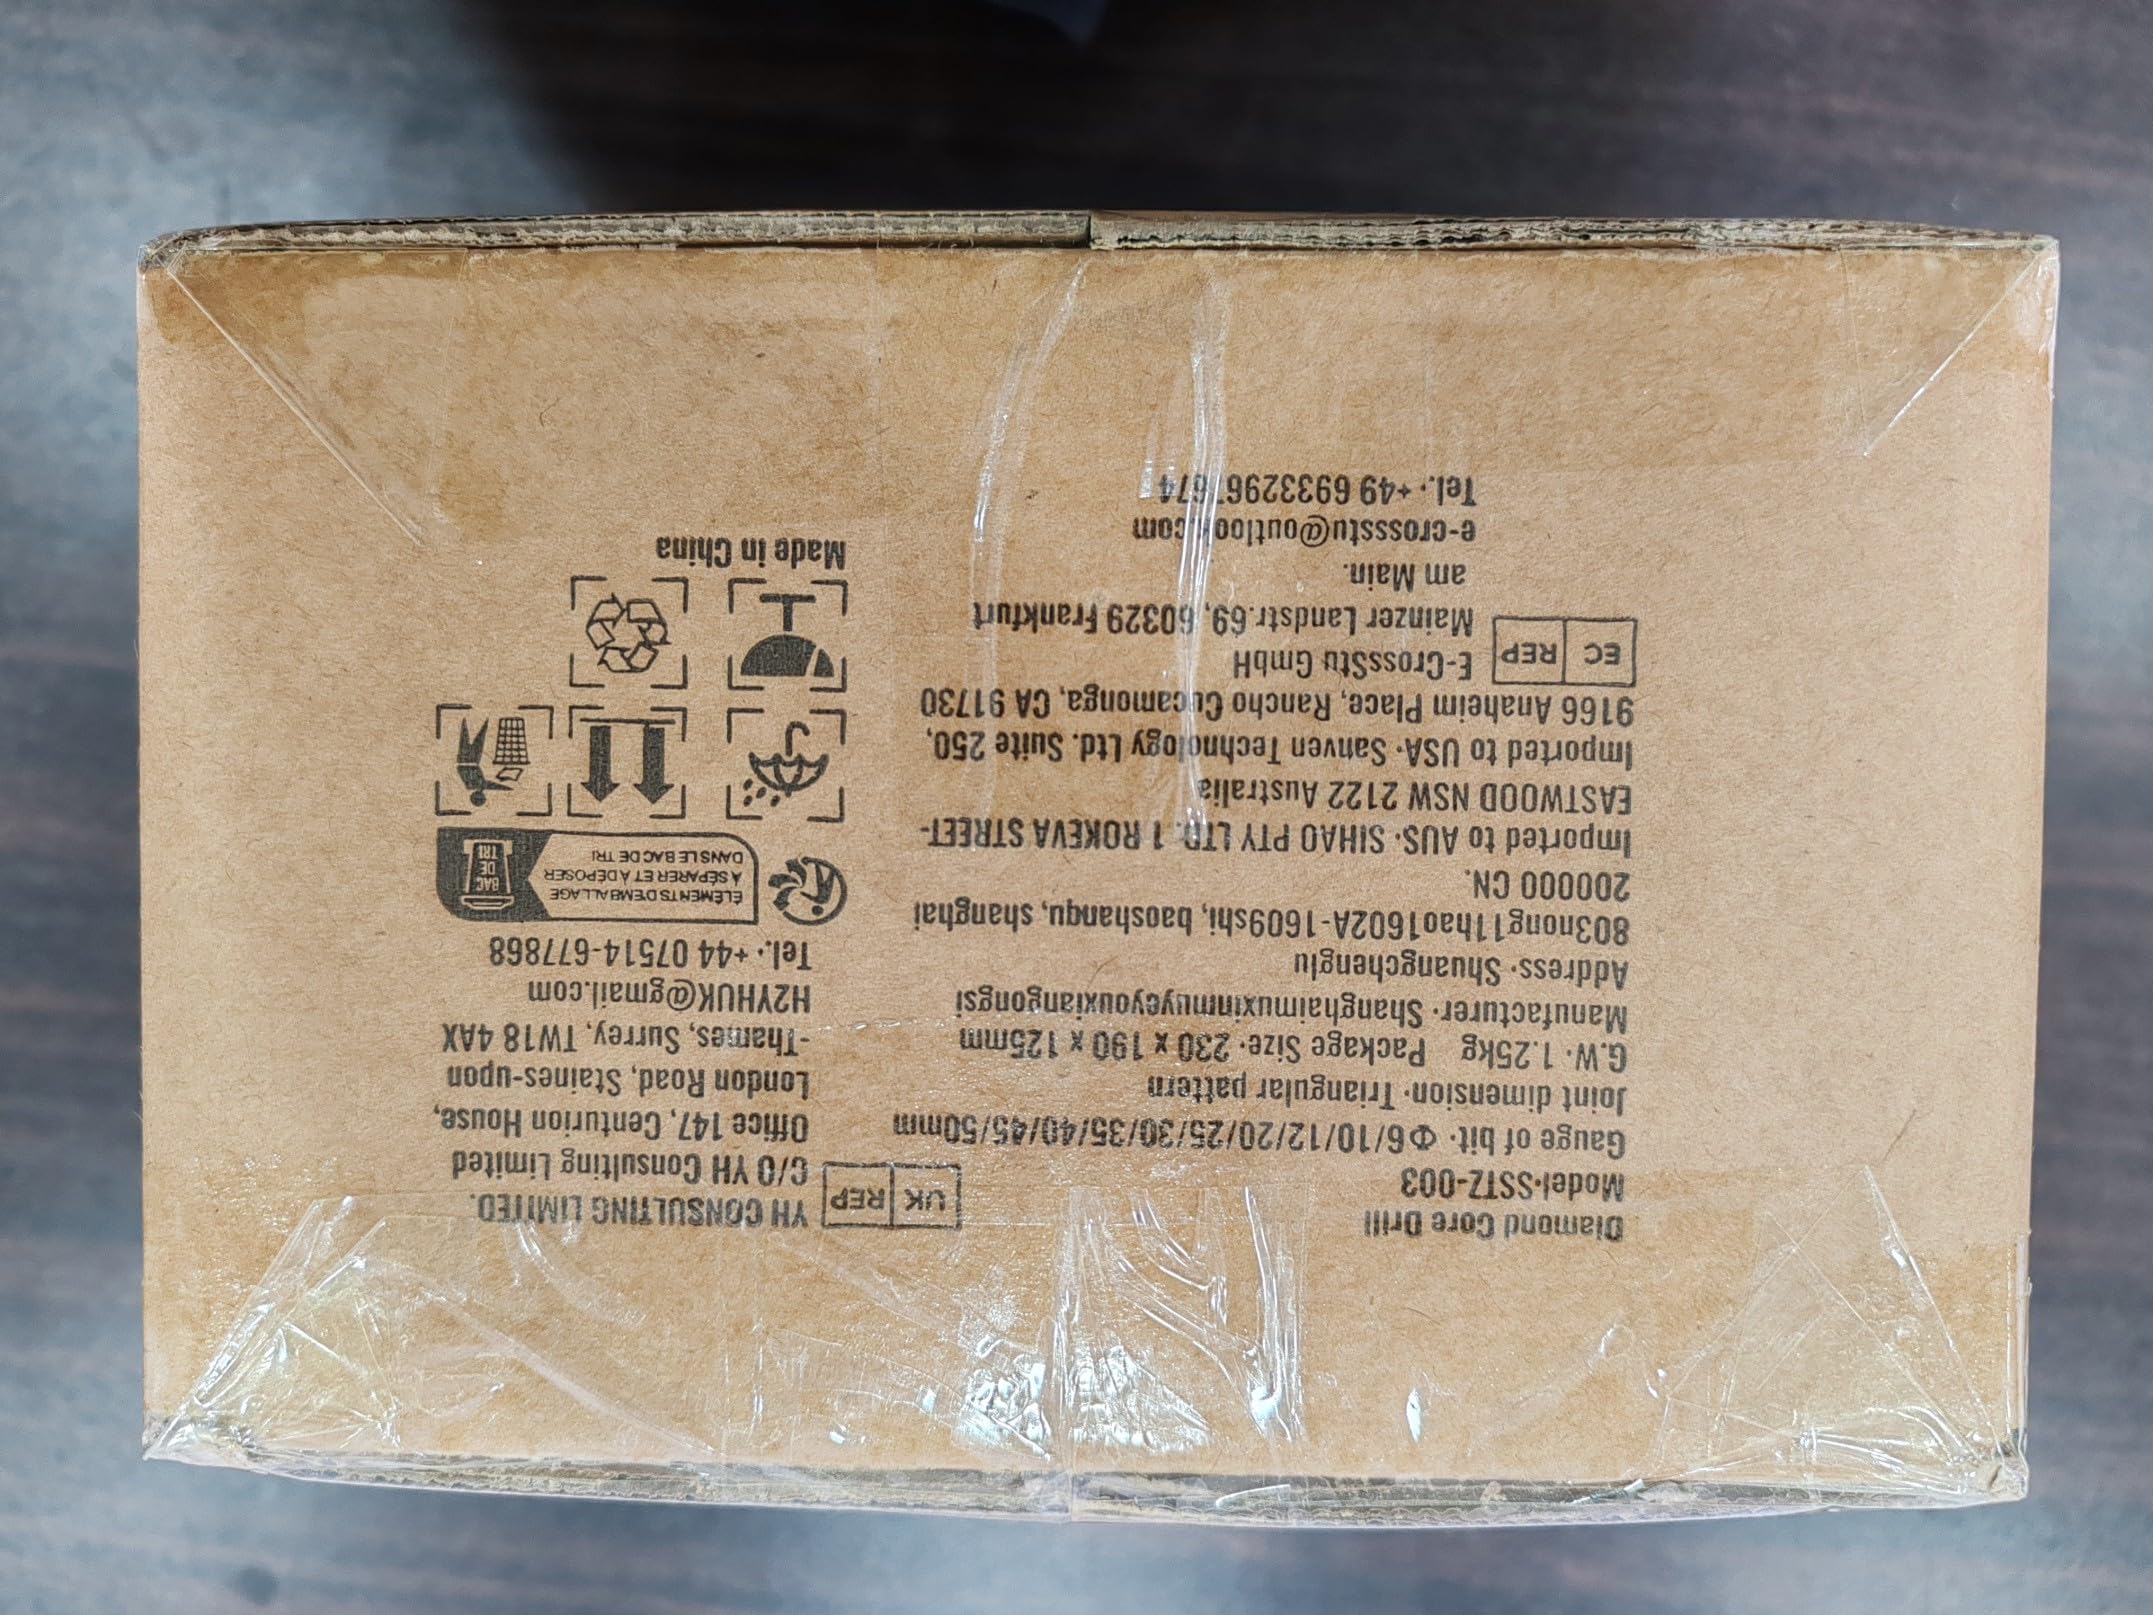 Diamond Core Drill
Model:SSTZ-003
Gauge of bit: Φ6/10/12/20/25/30/35/40/45/50mm
Joint dimension: Triangular pattern
G.W: 1.25kg Package Size: 230 x 190 x 125mm
Manufacturer: Shanghaimuxinmuyeyouxiangongsi
Address: Shuangchenglu
803nong11hao1602A-1609shi, baoshanqu, shanghai
200000 CN.
Imported to AUS: SIHAO PTY LTD. 1 ROKEVA STREET-
EASTWOOD NSW 2122 Australia
Imported to USA: Sanven Technology Ltd. Suite 250,
9166 Anaheim Place, Rancho Cucamonga, CA 91730
EC REP
E-CrossStu GmbH
Mainzer Landstr.69, 60329 Frankfurt
am Main.
e-crossstu@outlook.com
Tel.: +49 69332967674
UK REP
YH CONSULTING LIMITED.
C/O YH Consulting Limited
Office 147, Centurion House,
London Road, Staines-upon
-Thames, Surrey, TW18 4AX
H2YHUK@gmail.com
Tel.: +44 07514-677868
ÉLÉMENTS D'EMBALLAGE
À SÉPARER ET À DÉPOSER
DANS LE BAC DE TRI
BAC
DE
TRI
Made in China